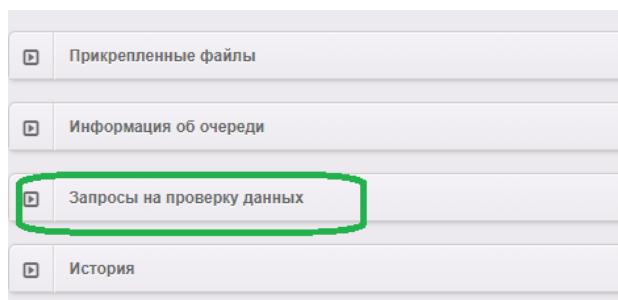 Прикрепленные файлы
Информация об очереди
Запросы на проверку данных
История